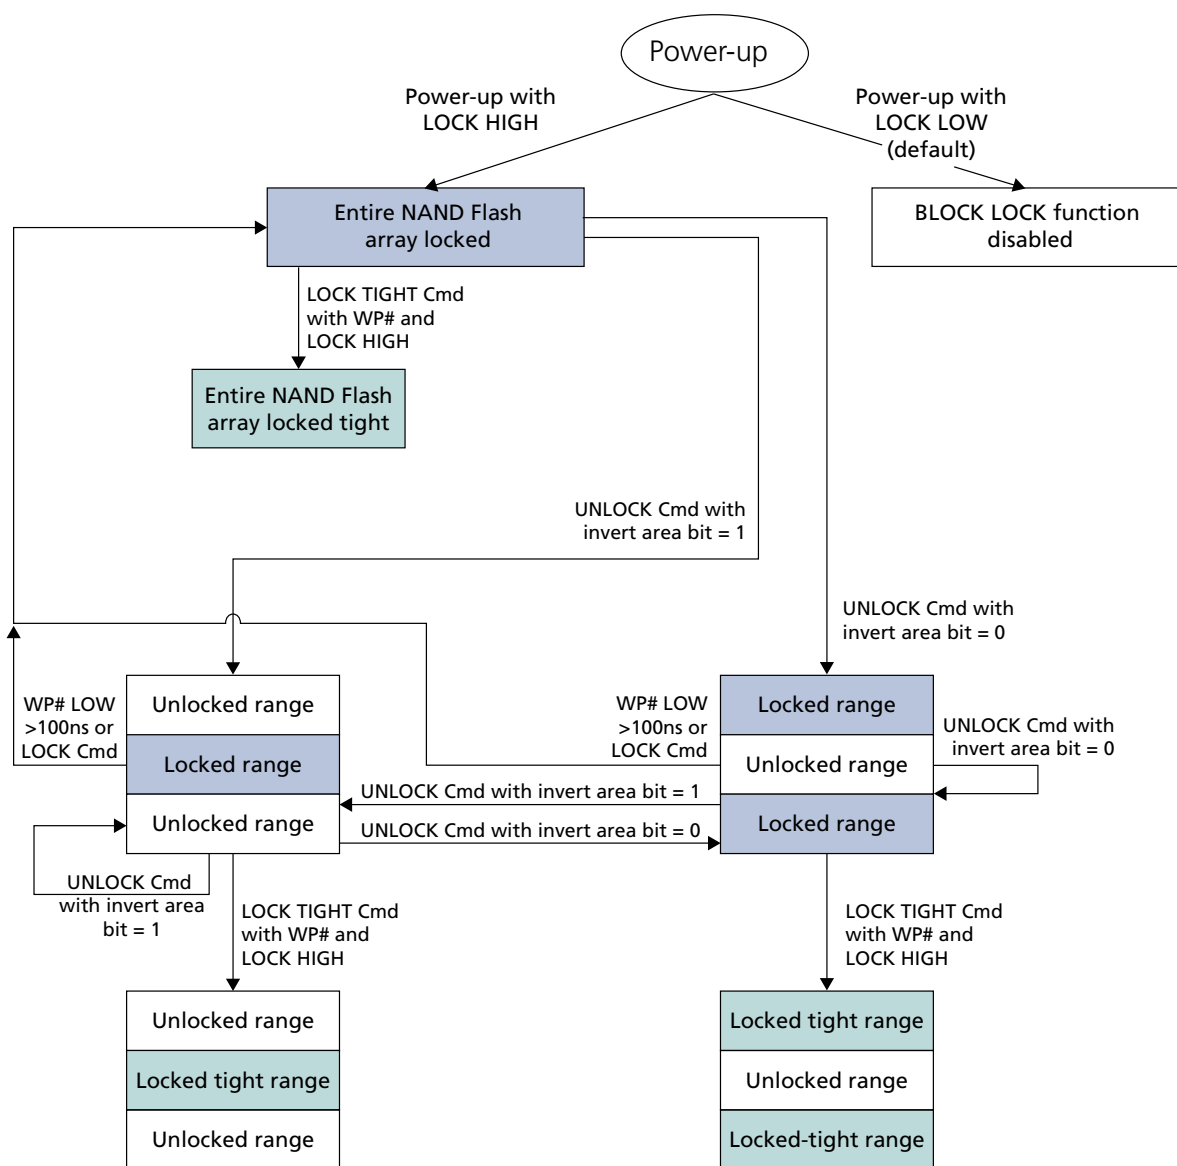 Power-up
Power-up with
LOCK HIGH
Power-up with
LOCK LOW
(default)
Entire NAND Flash
array locked
BLOCK LOCK function
disabled
LOCK TIGHT Cmd
with WP# and
LOCK HIGH
Entire NAND Flash
array locked tight
UNLOCK Cmd with
invert area bit = 1
UNLOCK Cmd with
invert area bit = 0
WP# LOW
>100ns or
LOCK Cmd
Unlocked range
Locked range
Unlocked range
WP# LOW
>100ns or
LOCK Cmd
Locked range
Unlocked range
Locked range
UNLOCK Cmd with
invert area bit = 0
UNLOCK Cmd with invert area bit = 1
UNLOCK Cmd with invert area bit = 0
UNLOCK Cmd
with invert area
bit = 1
LOCK TIGHT Cmd
with WP# and
LOCK HIGH
LOCK TIGHT Cmd
with WP# and
LOCK HIGH
Unlocked range
Locked tight range
Unlocked range
Locked tight range
Unlocked range
Locked-tight range